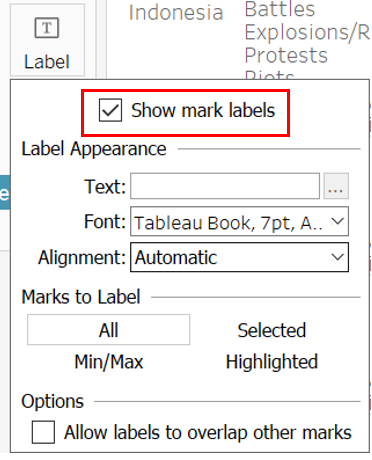 Indonesia
Battles
Explosions/R
Protests
Riots
Label
Show mark labels
Label Appearance
Text:
...
Font: Tableau Book, 7pt, A..
Alignment: Automatic
Marks to Label
All Selected
Min/Max Highlighted
Options
Allow labels to overlap other marks